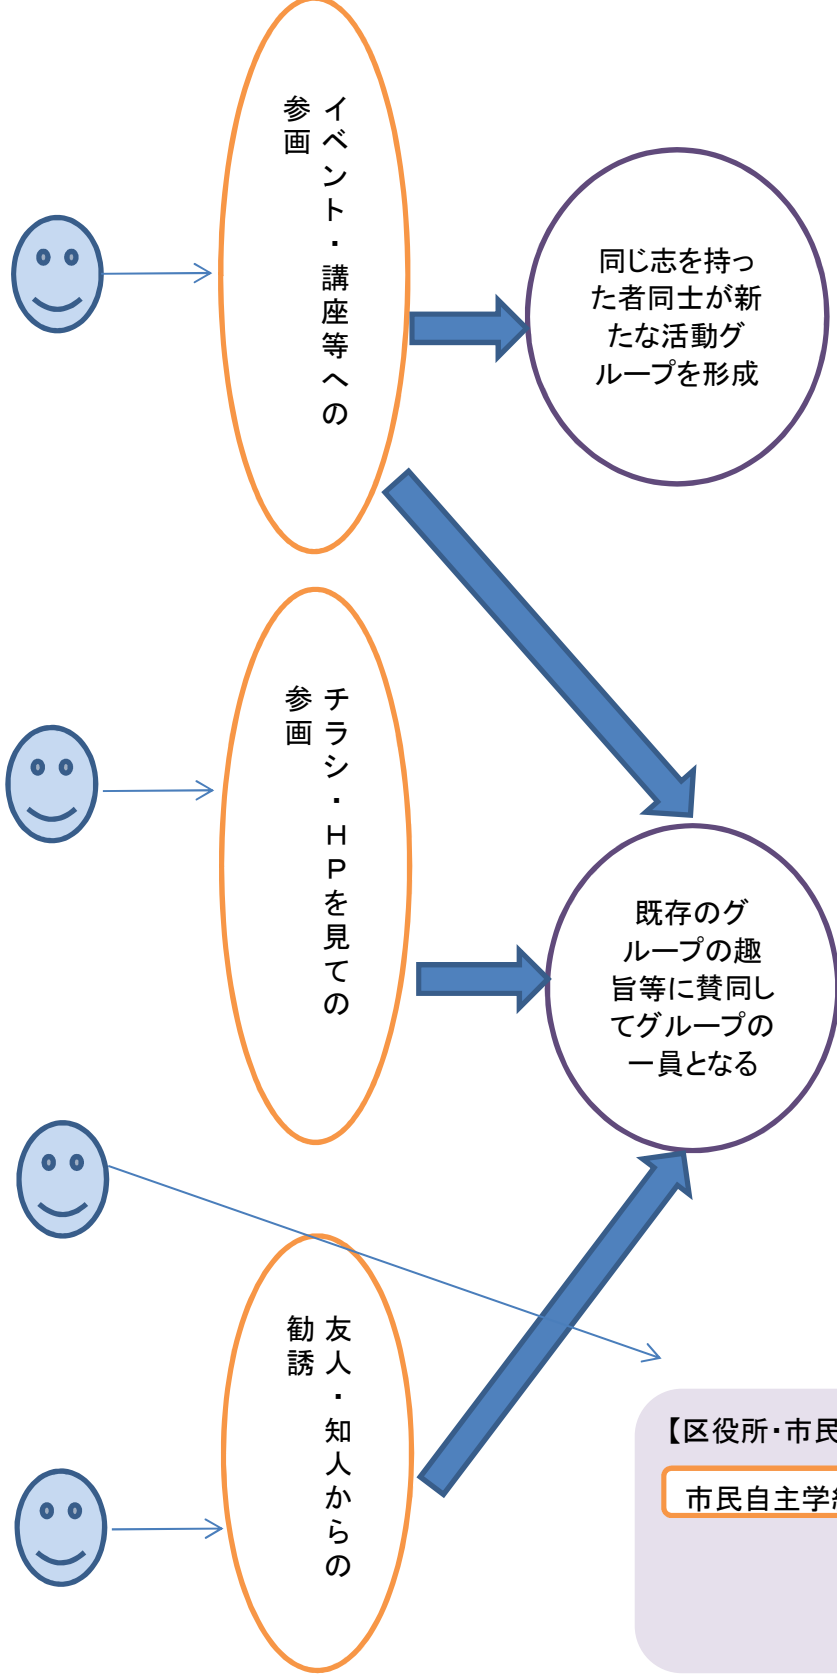 イベント・講座等への
参画
同じ志を持っ
た者同士が新
たな活動グ
ループを形成
チラシ・ＨＰを見ての
参画
既存のグ
ループの趣
旨等に賛同し
てグループの
一員となる
友人・知人からの
勧誘
【区役所・市民
市民自主学